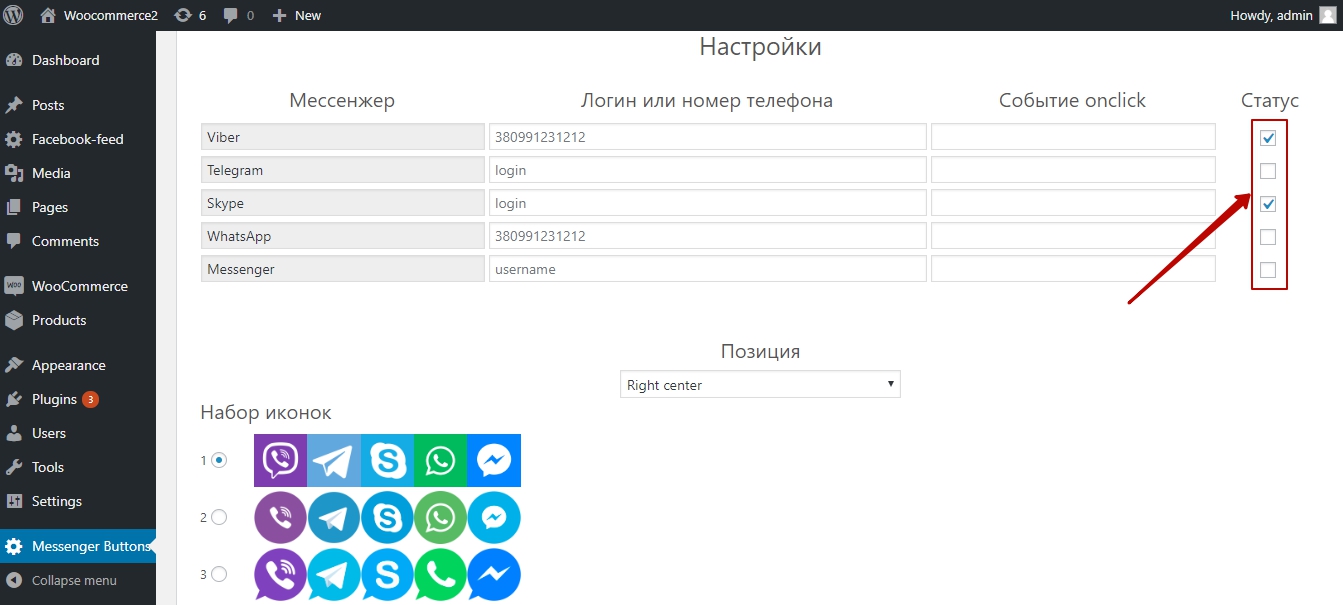 Woocommerce2 6 0 New Howdy, admin
Dashboard
Posts
Facebook-feed
Media
Pages
Comments
WOO WooCommerce
Products
Appearance
Plugins 3
Users
Tools
Settings
Messenger Buttons
Collapse menu
Настройки
Мессенжер Логин или номер телефона Событие onclick Статус
Viber 380991231212
Telegram login
Skype login
WhatsApp 380991231212
Messenger username
Позиция
Right center
Набор иконок
1
2
3